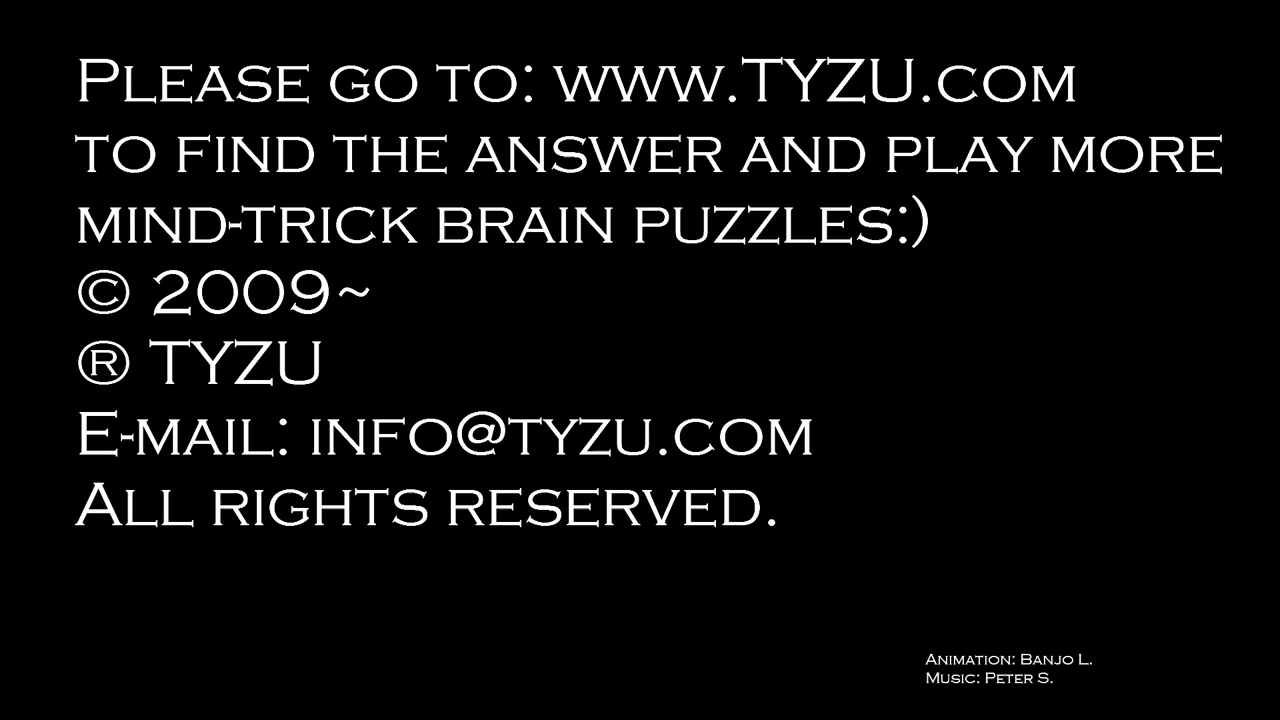 Please go to: www.TYZU.com
to find the answer and play more
mind-trick brain puzzles:)
© 2009~
® TYZU
E-mail: info@tyzu.com
All rights reserved.
Animation: Banjo L.
Music: Peter S.